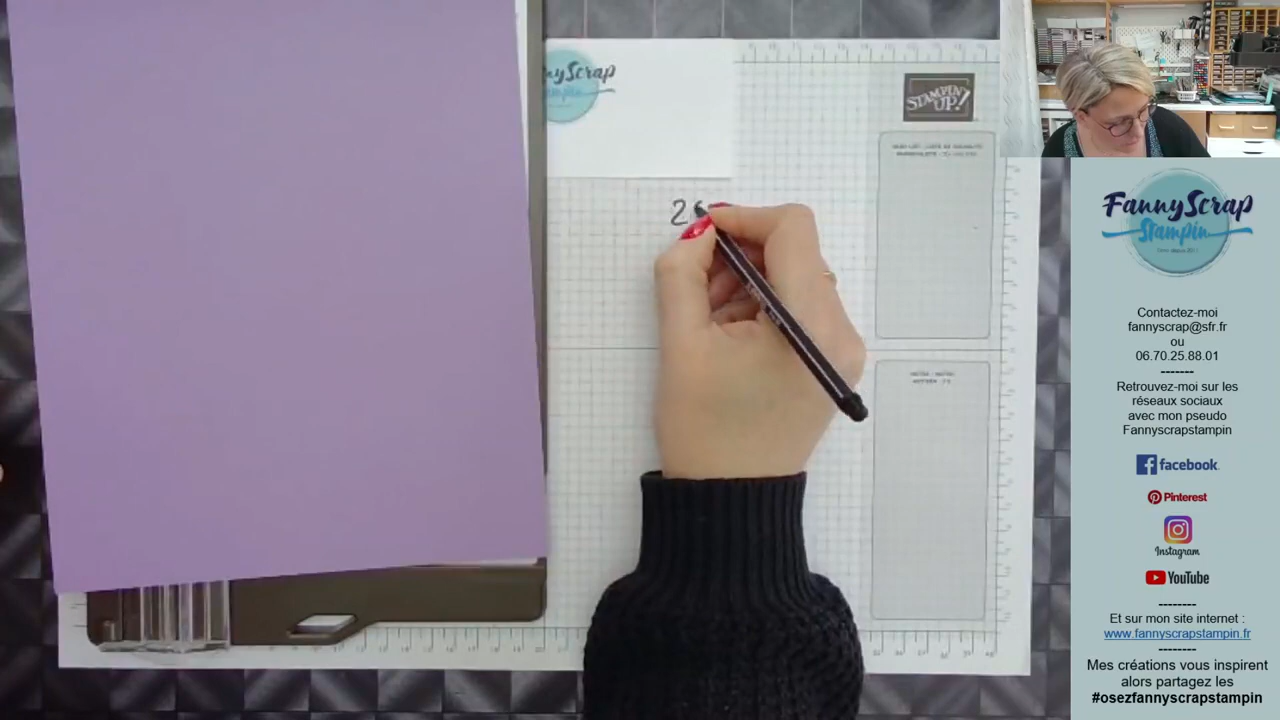 nyScrap
tampin
STAMPIN'
UP!
2
FannyScrap
Stampin
Contactez-moi
fannyscrap@sfr.fr
ou
06.70.25.88.01
-------
Retrouvez-moi sur les
réseaux sociaux
avec mon pseudo
Fannyscrapstampin
facebook.
Pinterest
Instagram
YouTube
--------
Et sur mon site internet :
www.fannyscrapstampin.fr
--------
Mes créations vous inspirent
alors partagez les
#osezfannyscrapstampin